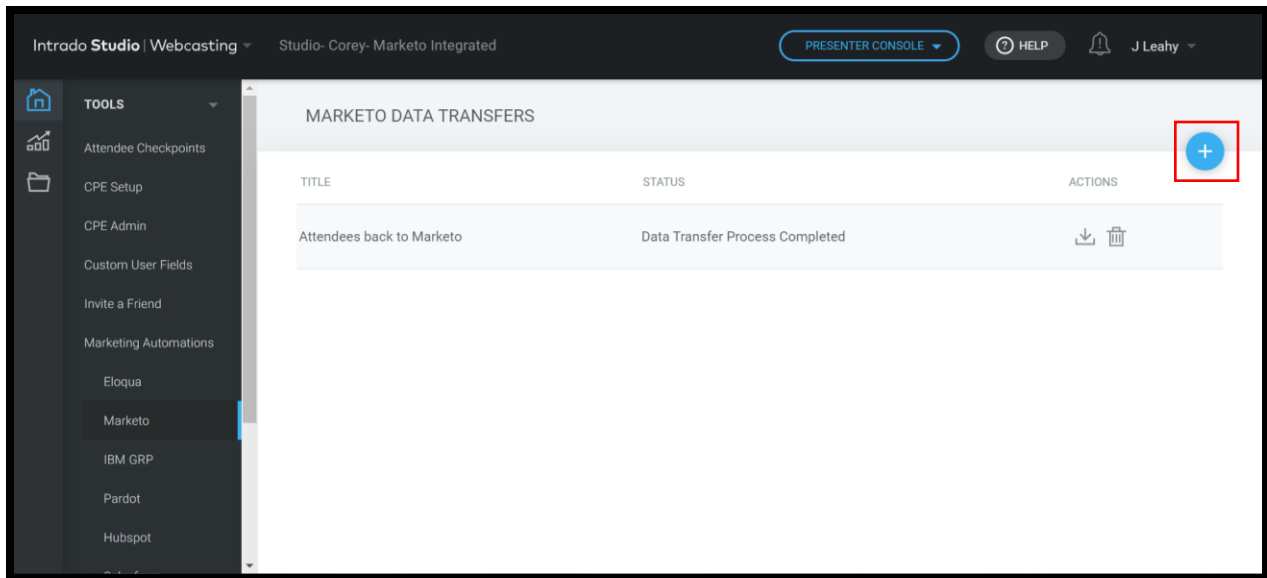 Intrado Studio | Webcasting
Studio- Corey- Marketo Integrated
PRESENTER CONSOLE
? HELP
J Leahy
TOOLS
Attendee Checkpoints
CPE Setup
CPE Admin
Custom User Fields
Invite a Friend
Marketing Automations
Eloqua
Marketo
IBM GRP
Pardot
Hubspot
MARKETO DATA TRANSFERS
+
TITLE STATUS ACTIONS
Attendees back to Marketo Data Transfer Process Completed